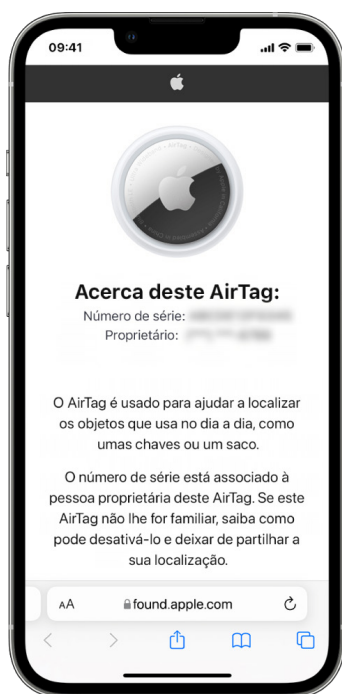 09:41
Acerca deste AirTag:
Número de série:
Proprietário:
O AirTag é usado para ajudar a localizar
os objetos que usa no dia a dia, como
umas chaves ou um saco.
O número de série está associado à
pessoa proprietária deste AirTag. Se este
AirTag não lhe for familiar, saiba como
pode desativá-lo e deixar de partilhar a
sua localização.
AA found.apple.com